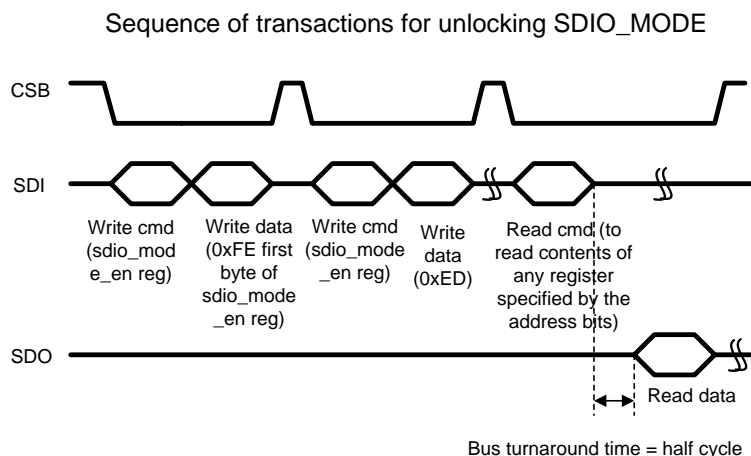 Sequence of transactions for unlocking SDIO_MODE
CSB
SDI
Write cmd
(sdio_mod
e_en reg)
Write data
(0xFE first
byte of
sdio_mode
_en reg)
Write cmd
(sdio_mode
_en reg)
Write
data
(0xED)
Read cmd (to
read contents of
any register
specified by the
address bits)
SDO
Read data
Bus turnaround time = half cycle